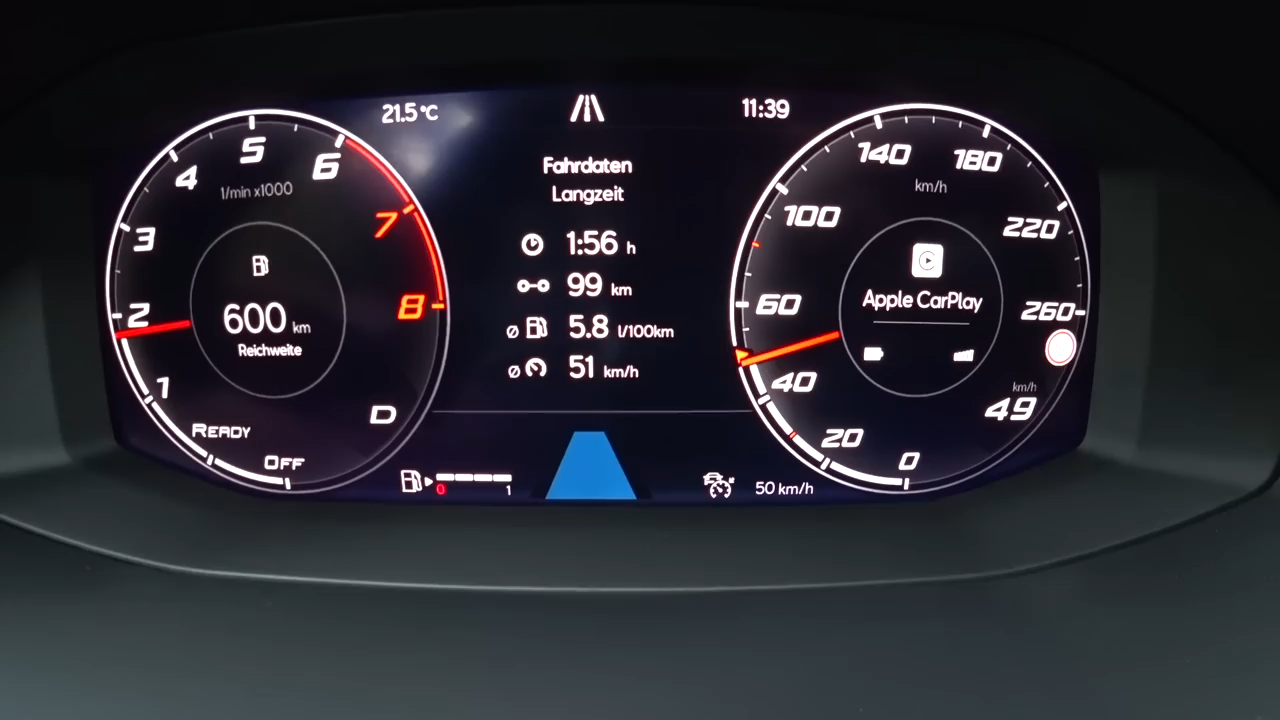 21.5 °C
11:39
1/min x1000
OFF
READY
1
2
3
4
5
6
7
8
D
600 km
Reichweite
Fahrdaten
Langzeit
1:56 h
99 km
ø 5.8 l/100km
ø 51 km/h
0 1
50 km/h
0
20
40
60
100
140
180
220
260
km/h
Apple CarPlay
km/h
49